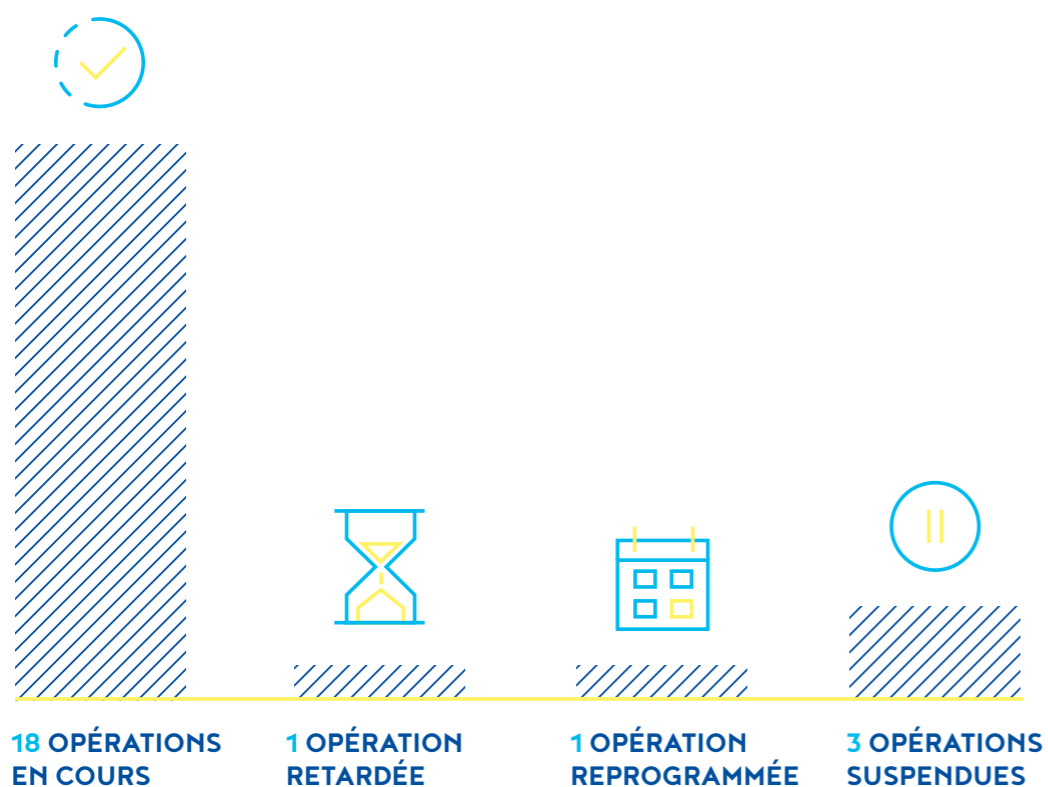 18 OPÉRATIONS
EN COURS
1 OPÉRATION
RETARDÉE
1 OPÉRATION
REPROGRAMMÉE
3 OPÉRATIONS
SUSPENDUES